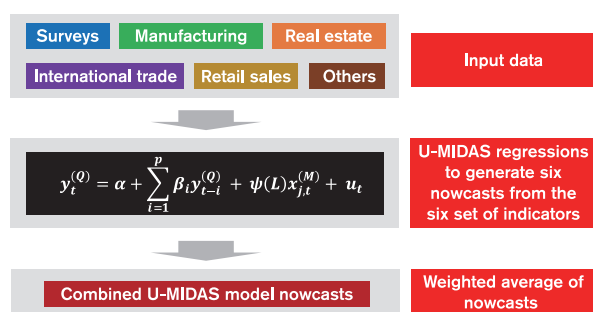 Surveys Manufacturing Real estate
Input data
International trade Retail sales Others
y_t^{(Q)} = α + ∑_{i=1}^{p} β_i y_{t−i}^{(Q)} + ψ(L)x_{j,t}^{(M)} + u_t
U-MIDAS regressions
to generate six
nowcasts from the
six set of indicators
Combined U-MIDAS model nowcasts
Weighted average of
nowcasts